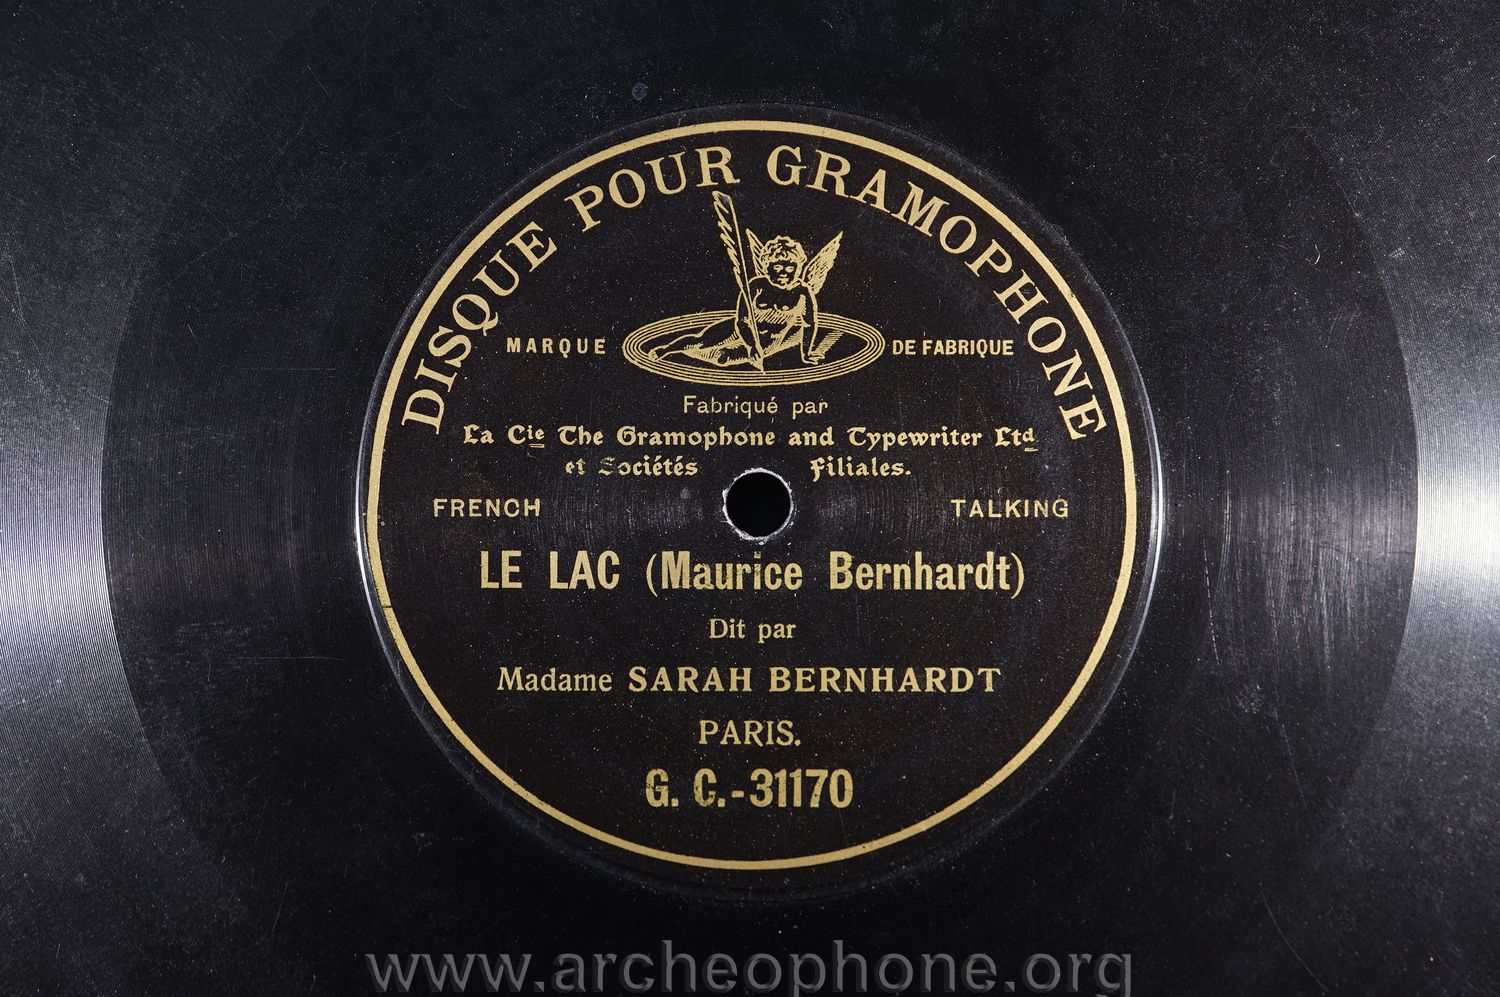 DISQUE POUR GRAMOPHONE
MARQUE DE FABRIQUE
Fabriqué par
La Cie The Gramophone and Typewriter Ltd
et Sociétés Filiales.
FRENCH TALKING
LE LAC (Maurice Bernhardt)
Dit par
Madame SARAH BERNHARDT
PARIS.
G. C.-31170
www.archeophone.org